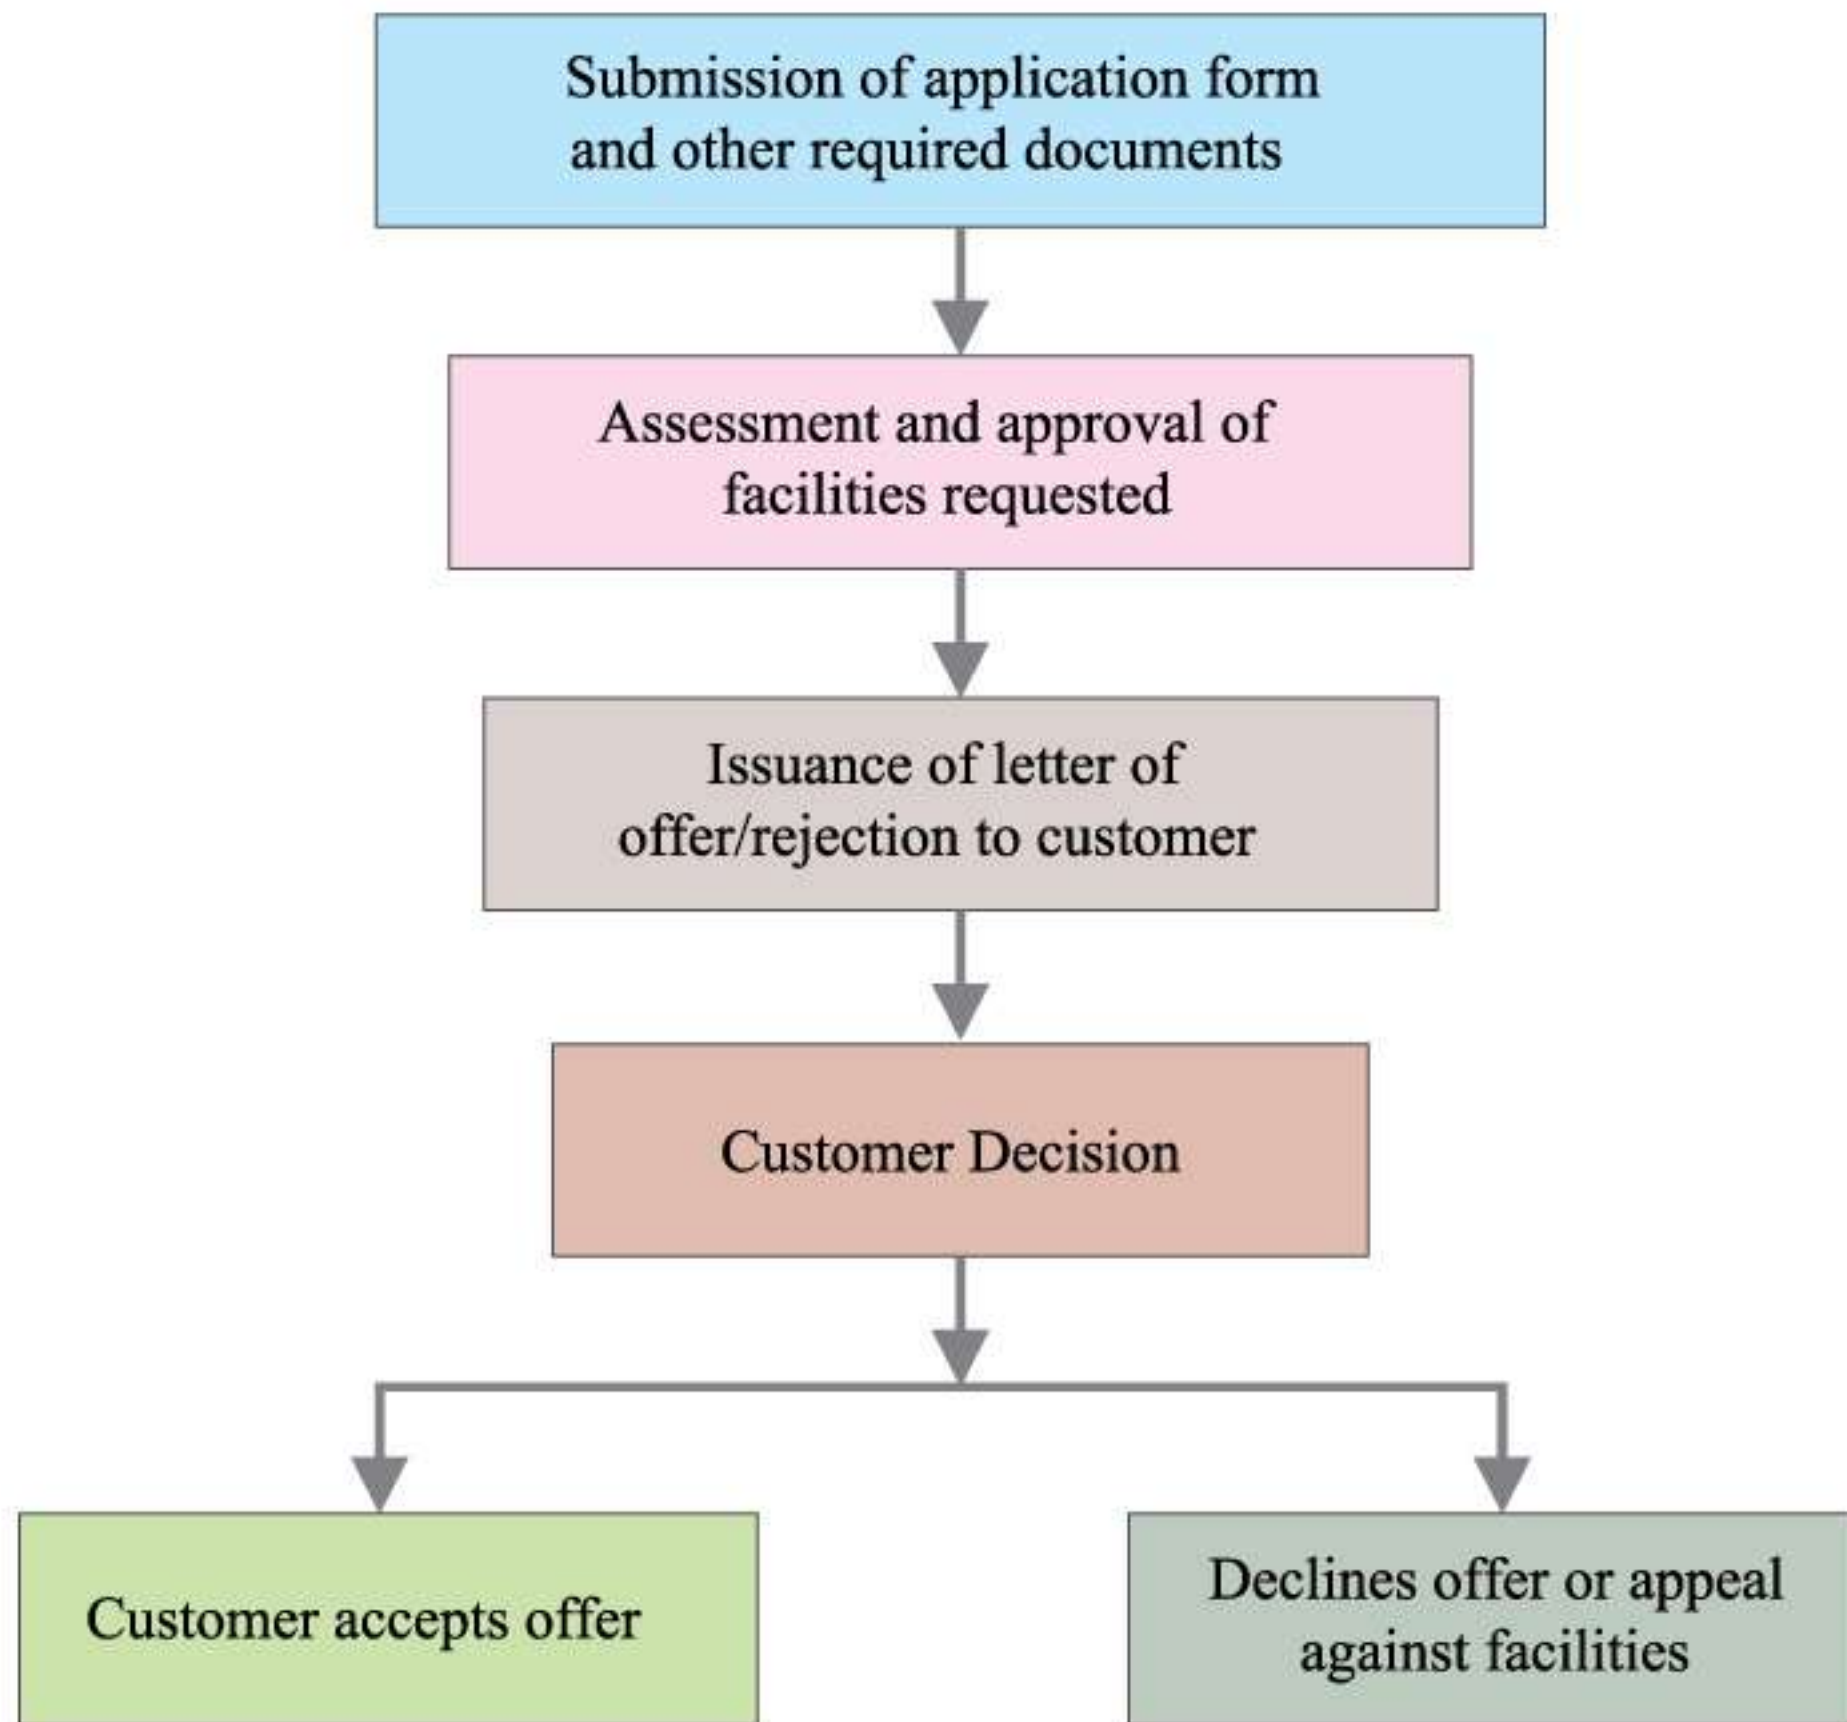 Submission of application form
and other required documents
Assessment and approval of
facilities requested
Issuance of letter of
offer/rejection to customer
Customer Decision
Customer accepts offer
Declines offer or appeal
against facilities